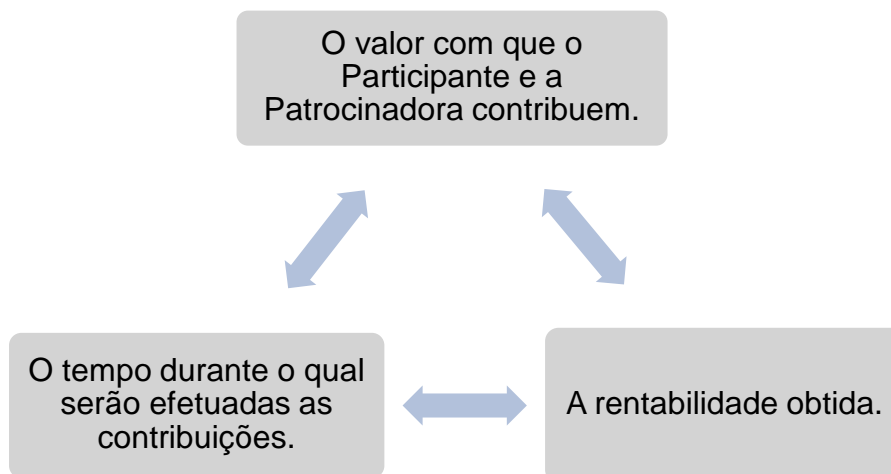 O valor com que o
Participante e a
Patrocinadora contribuem.
O tempo durante o qual
serão efetuadas as
contribuições.
A rentabilidade obtida.